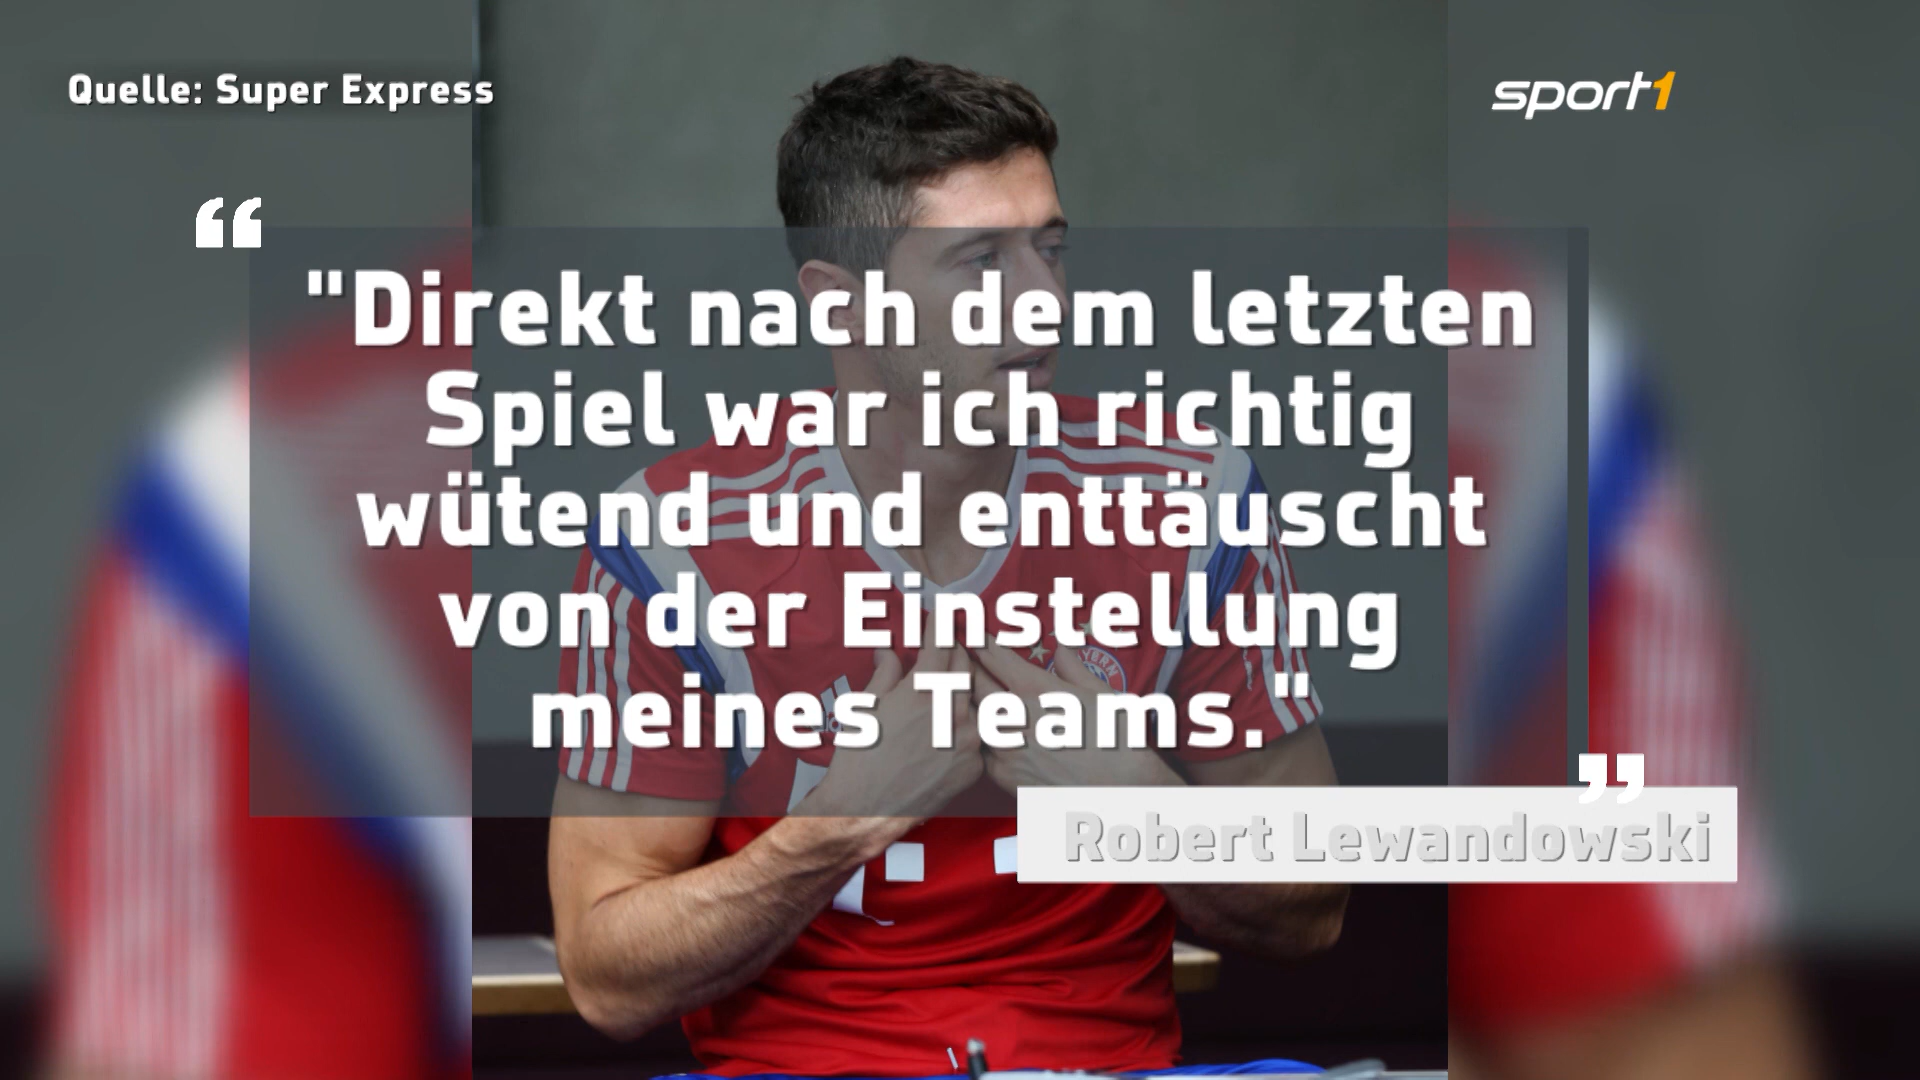 Quelle: Super Express
sport1
"Direkt nach dem letzten
Spiel war ich richtig
wütend und enttäuscht
von der Einstellung
meines Teams."
Robert Lewandowski